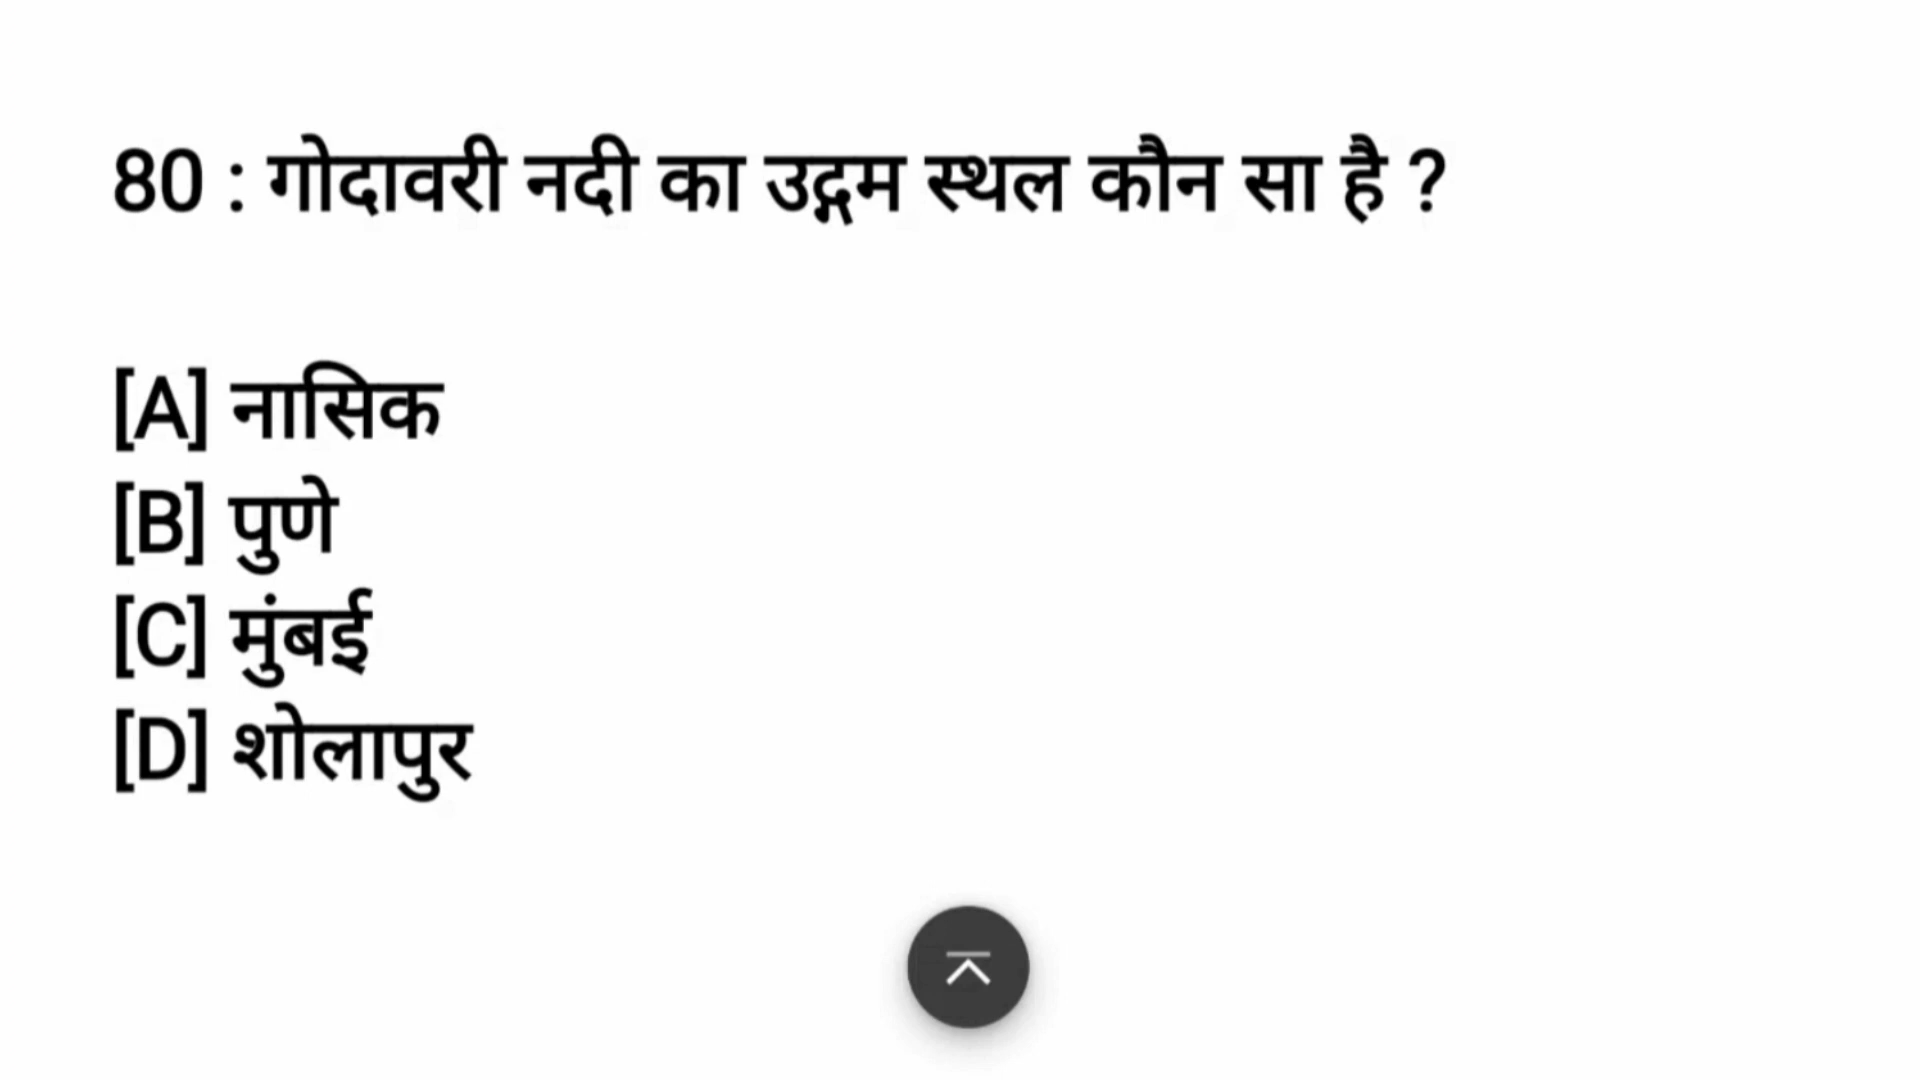 80 : गोदावरी नदी का उद्गम स्थल कौन सा है ?
[A] नासिक
[B] पुणे
[C] मुंबई
[D] शोलापुर